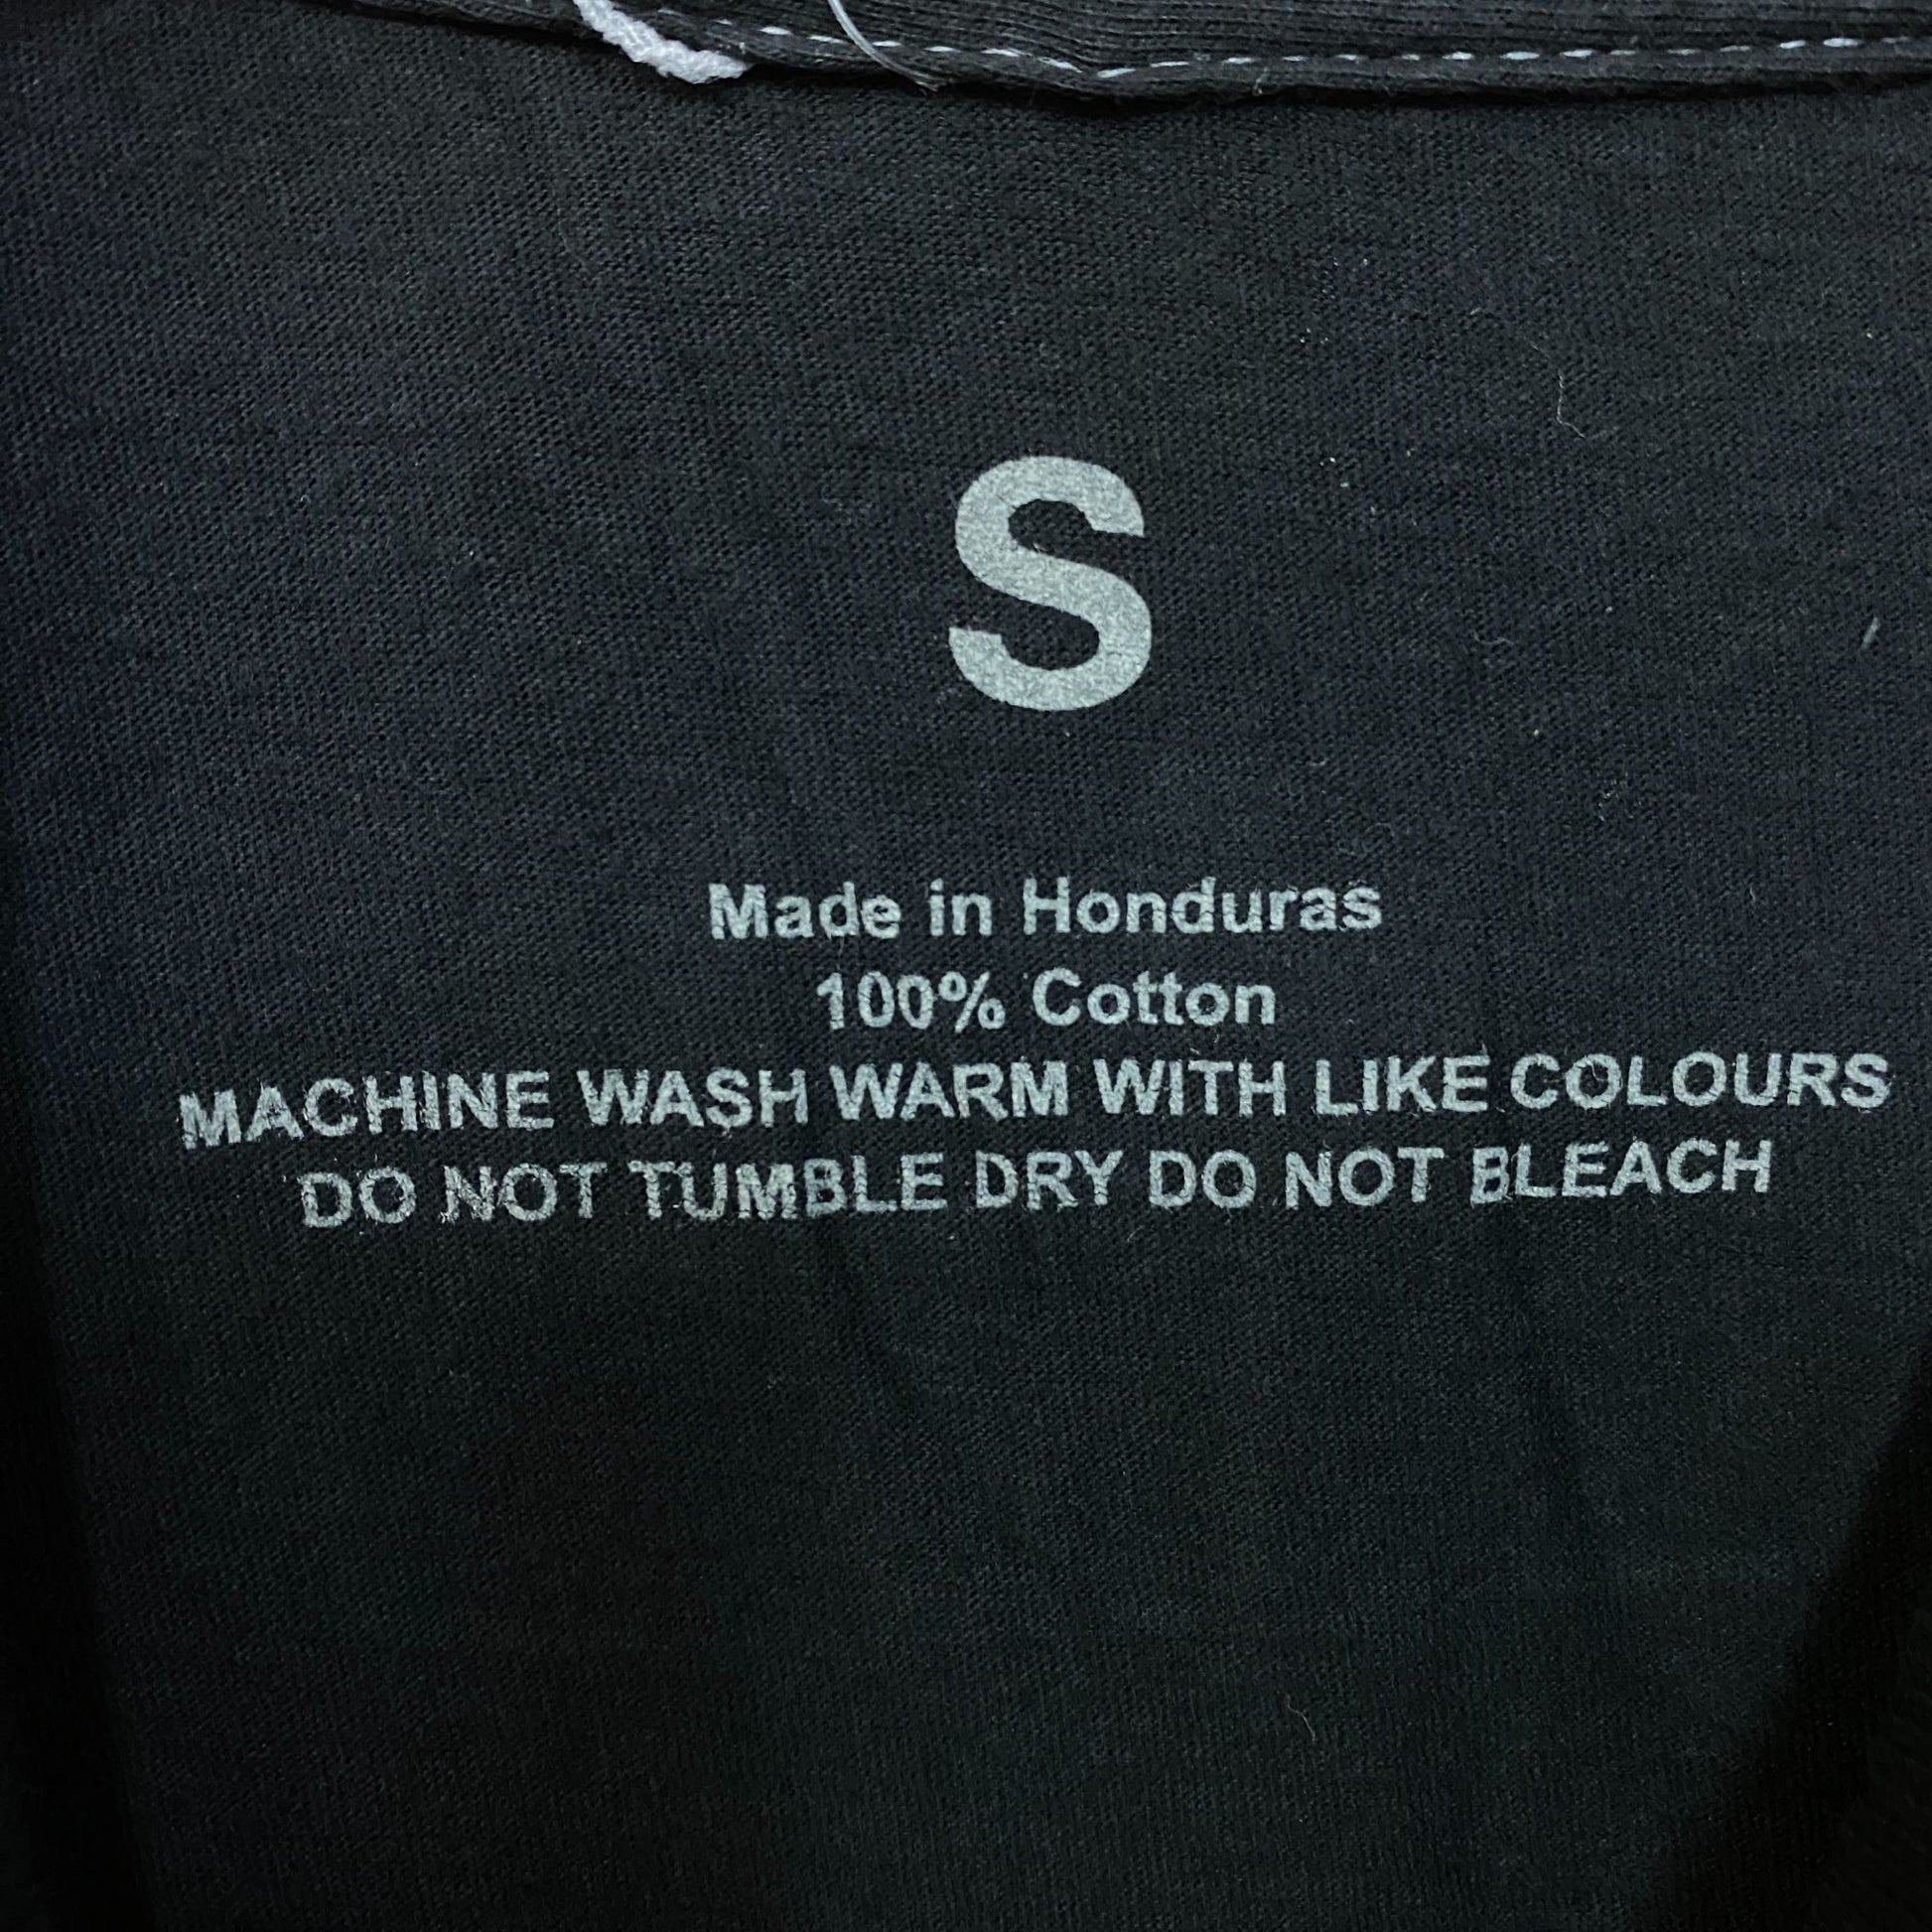 S
Made in Honduras
100% Cotton
MACHINE WASH WARM WITH LIKE COLOURS
DO NOT TUMBLE DRY DO NOT BLEACH